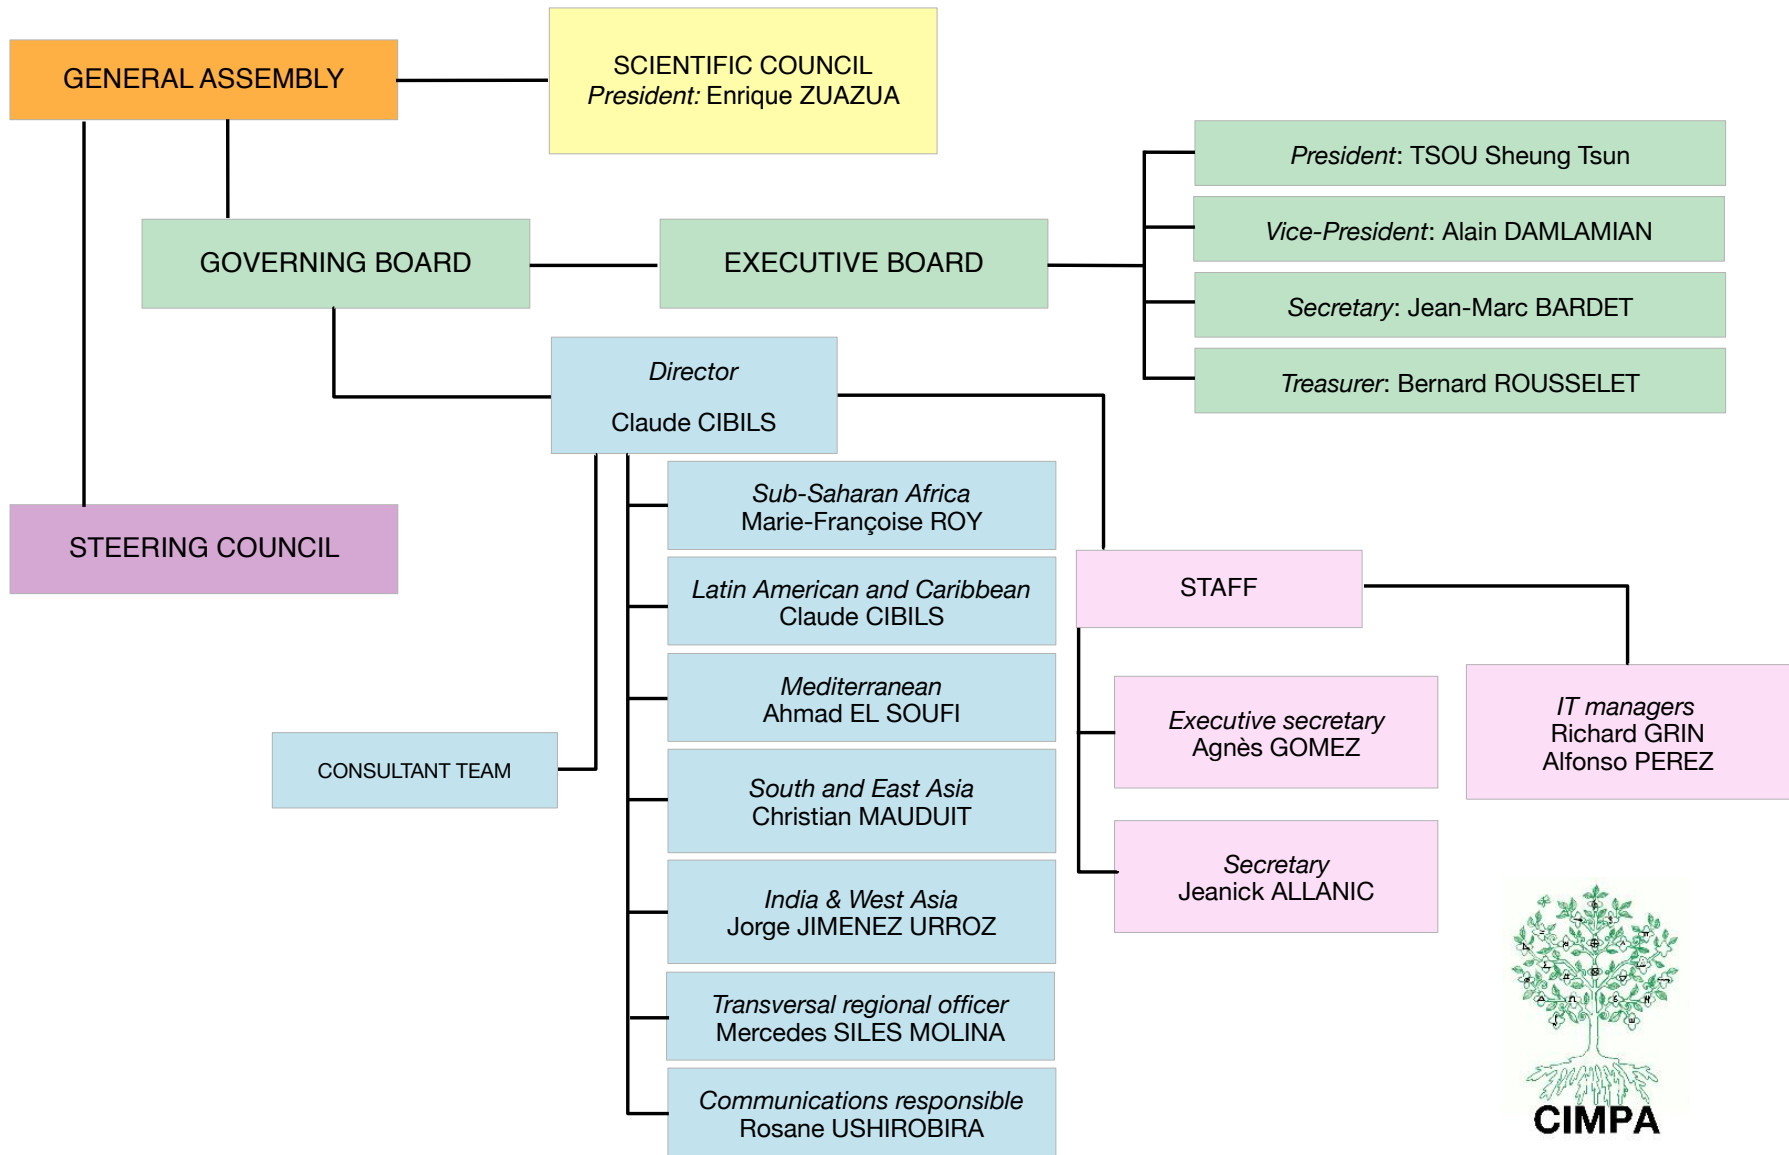 GENERAL ASSEMBLY
SCIENTIFIC COUNCIL
President: Enrique ZUAZUA
President: TSOU Sheung Tsun
Vice-President: Alain DAMLAMIAN
GOVERNING BOARD
EXECUTIVE BOARD
Secretary: Jean-Marc BARDET
Treasurer: Bernard ROUSSELET
Director
Claude CIBILS
Sub-Saharan Africa
Marie-Françoise ROY
STEERING COUNCIL
Latin American and Caribbean
Claude CIBILS
STAFF
Mediterranean
Ahmad EL SOUFI
Executive secretary
Agnès GOMEZ
IT managers
Richard GRIN
Alfonso PEREZ
CONSULTANT TEAM
South and East Asia
Christian MAUDUIT
Secretary
Jeanick ALLANIC
India & West Asia
Jorge JIMENEZ URROZ
Transversal regional officer
Mercedes SILES MOLINA
Communications responsible
Rosane USHIROBIRA
CIMPA